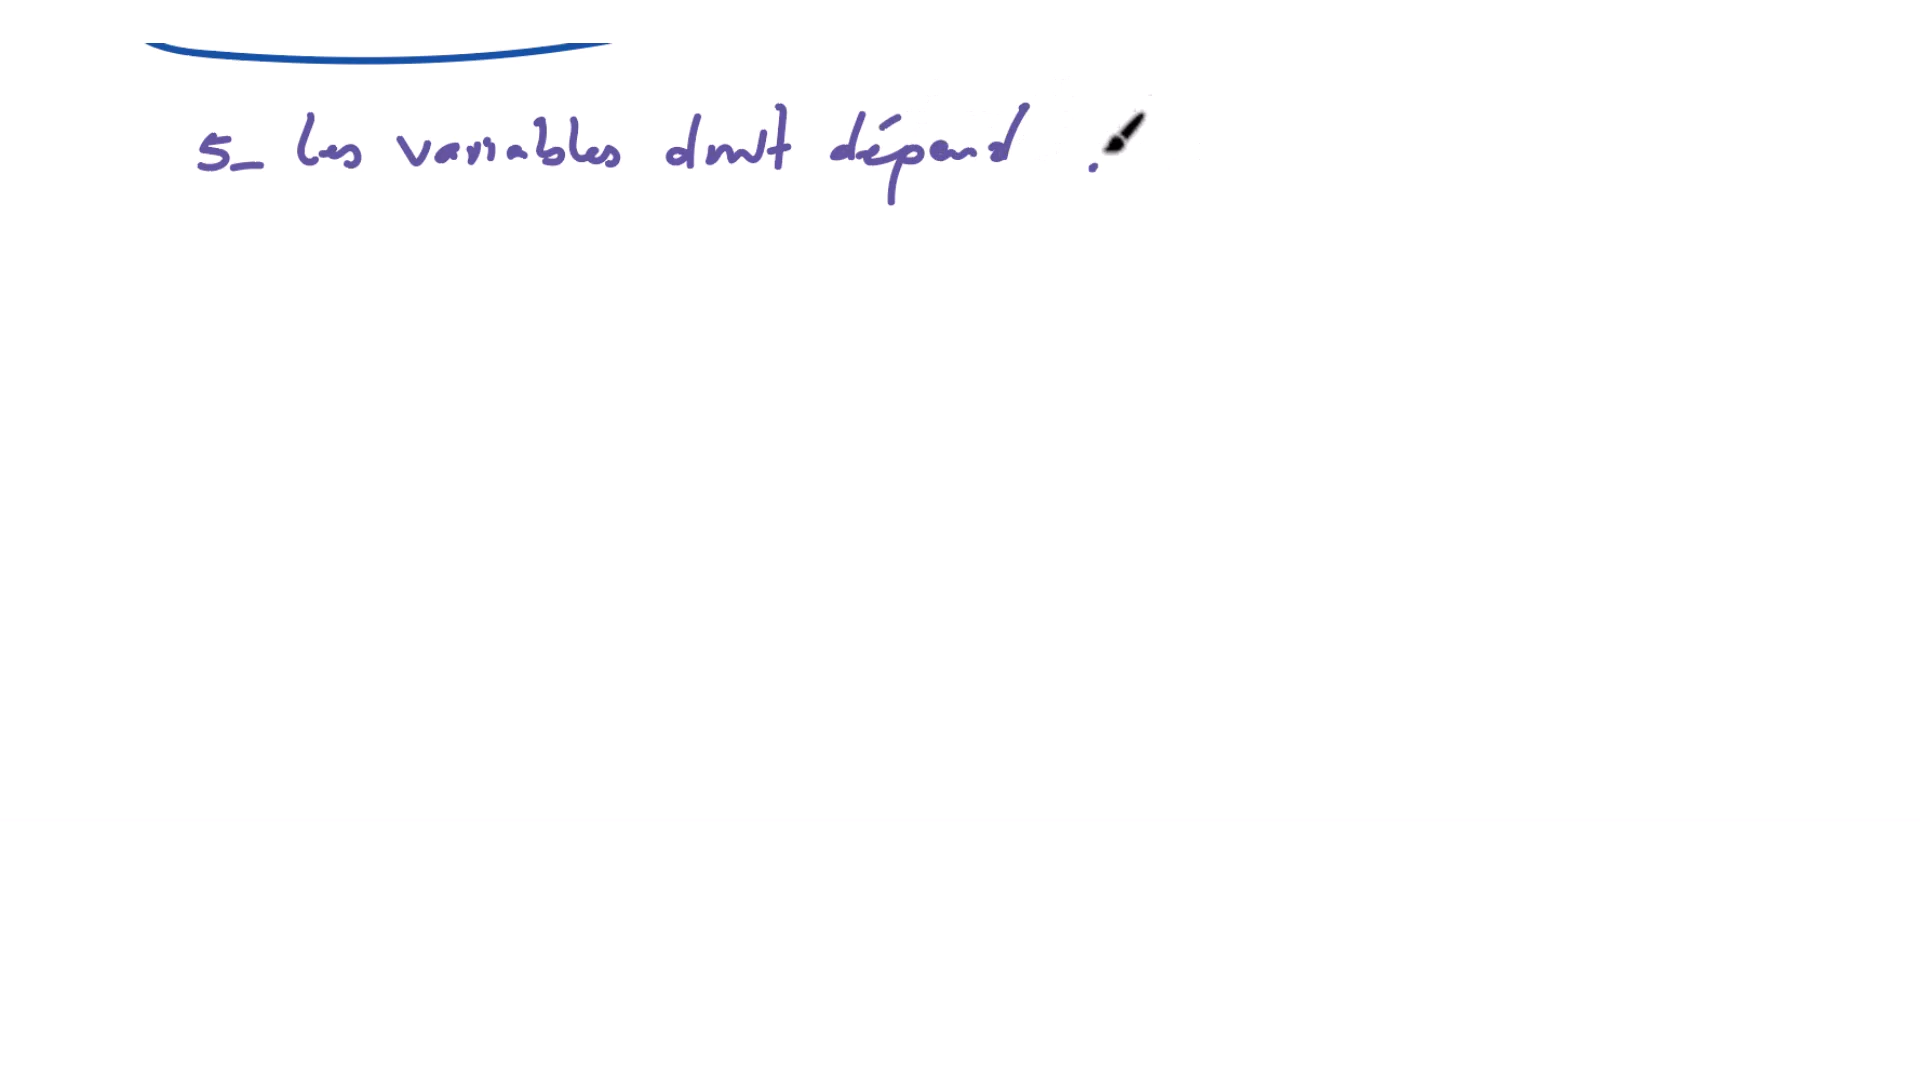 5_ les variables dont dépend .